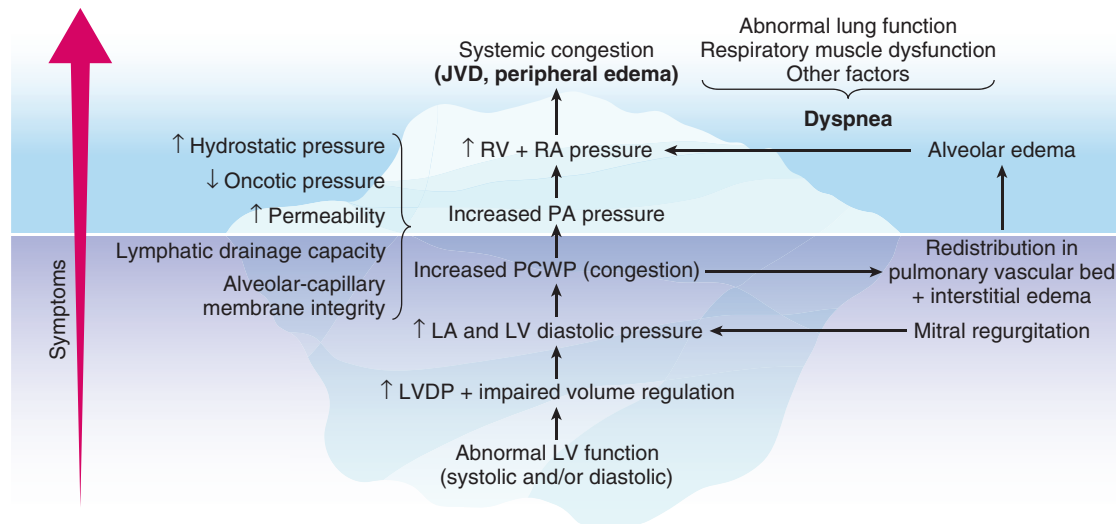 Symptoms
Systemic congestion
(JVD, peripheral edema)
Abnormal lung function
Respiratory muscle dysfunction
Other factors
Dyspnea
↑ Hydrostatic pressure
↓ Oncotic pressure
↑ Permeability
Lymphatic drainage capacity
Alveolar-capillary
membrane integrity
↑ RV + RA pressure
Alveolar edema
Increased PA pressure
Increased PCWP (congestion)
Redistribution in
pulmonary vascular bed
+ interstitial edema
↑ LA and LV diastolic pressure
Mitral regurgitation
↑ LVDP + impaired volume regulation
Abnormal LV function
(systolic and/or diastolic)